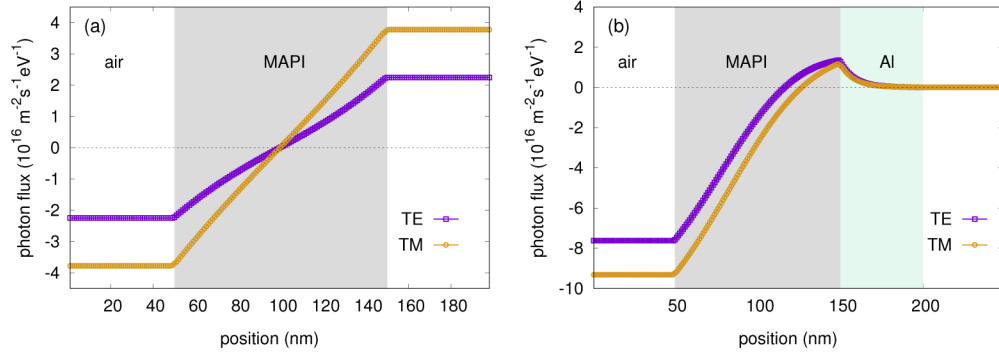 (a)
air
MAPI
TE
TM
photon flux (10^16 m^-2 s^-1 eV^-1)
4
3
2
1
0
-1
-2
-3
-4
20
40
60
80
100
120
140
160
180
position (nm)
(b)
air
MAPI
Al
TE
TM
photon flux (10^16 m^-2 s^-1 eV^-1)
4
2
0
-2
-4
-6
-8
-10
50
100
150
200
position (nm)